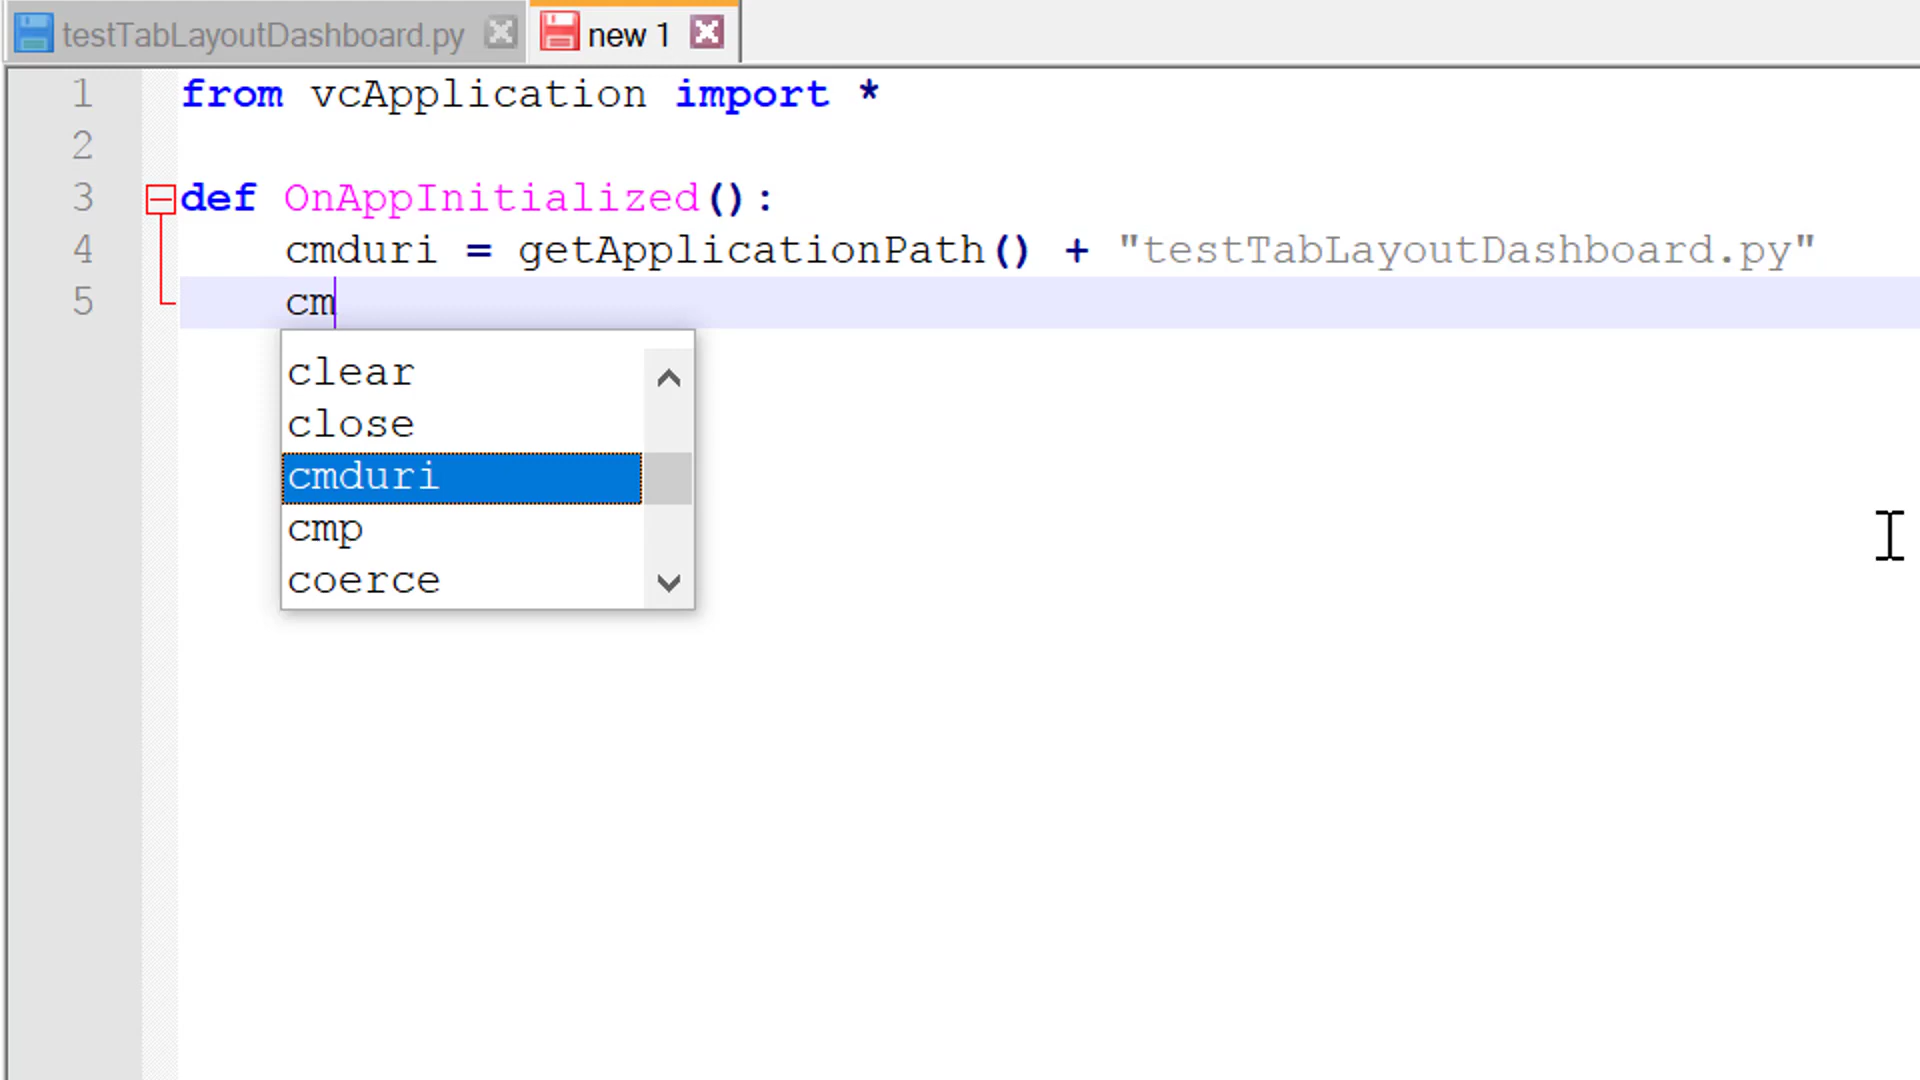 testTabLayoutDashboard.py new 1
1 from vcApplication import *
2
3 def OnAppInitialized():
4 cmduri = getApplicationPath() + "testTabLayoutDashboard.py"
5 cm
clear
close
cmduri
cmp
coerce